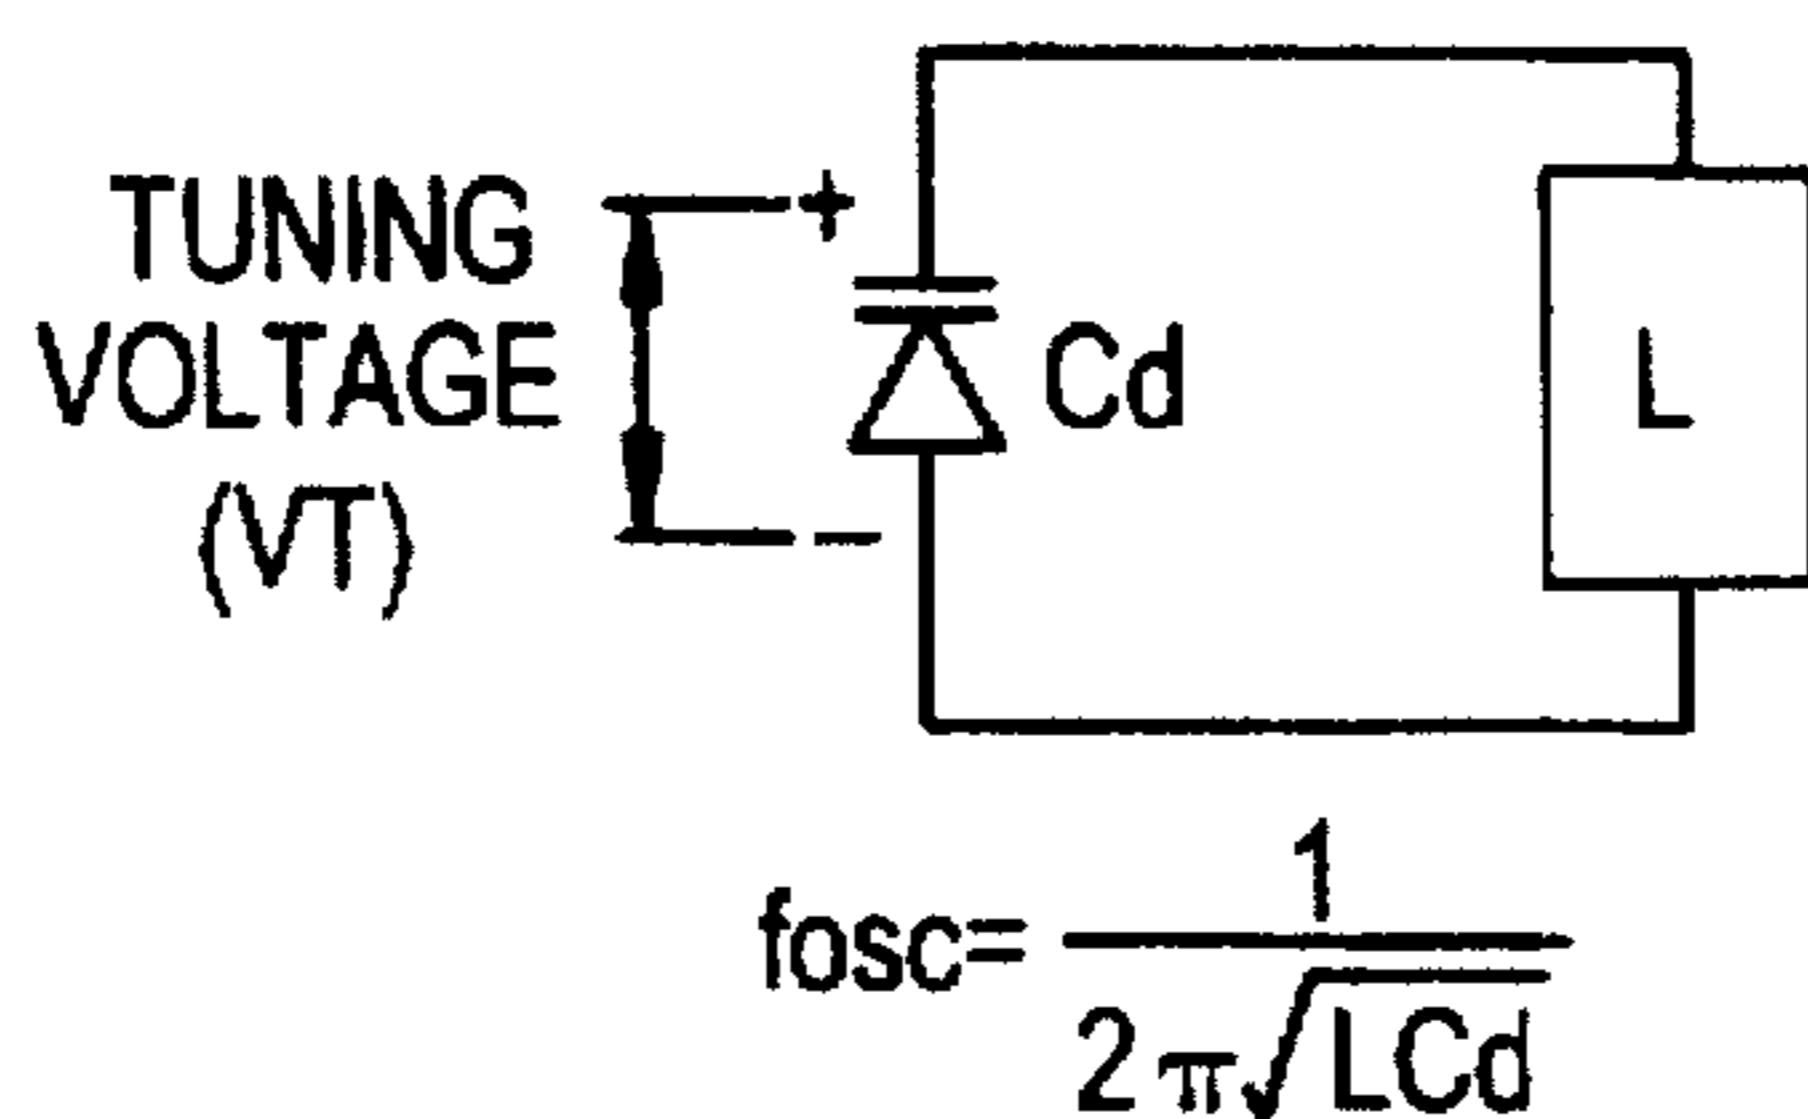 TUNING
VOLTAGE
(VT)
+
−
Cd
L
fosc= 1
2π√LCd